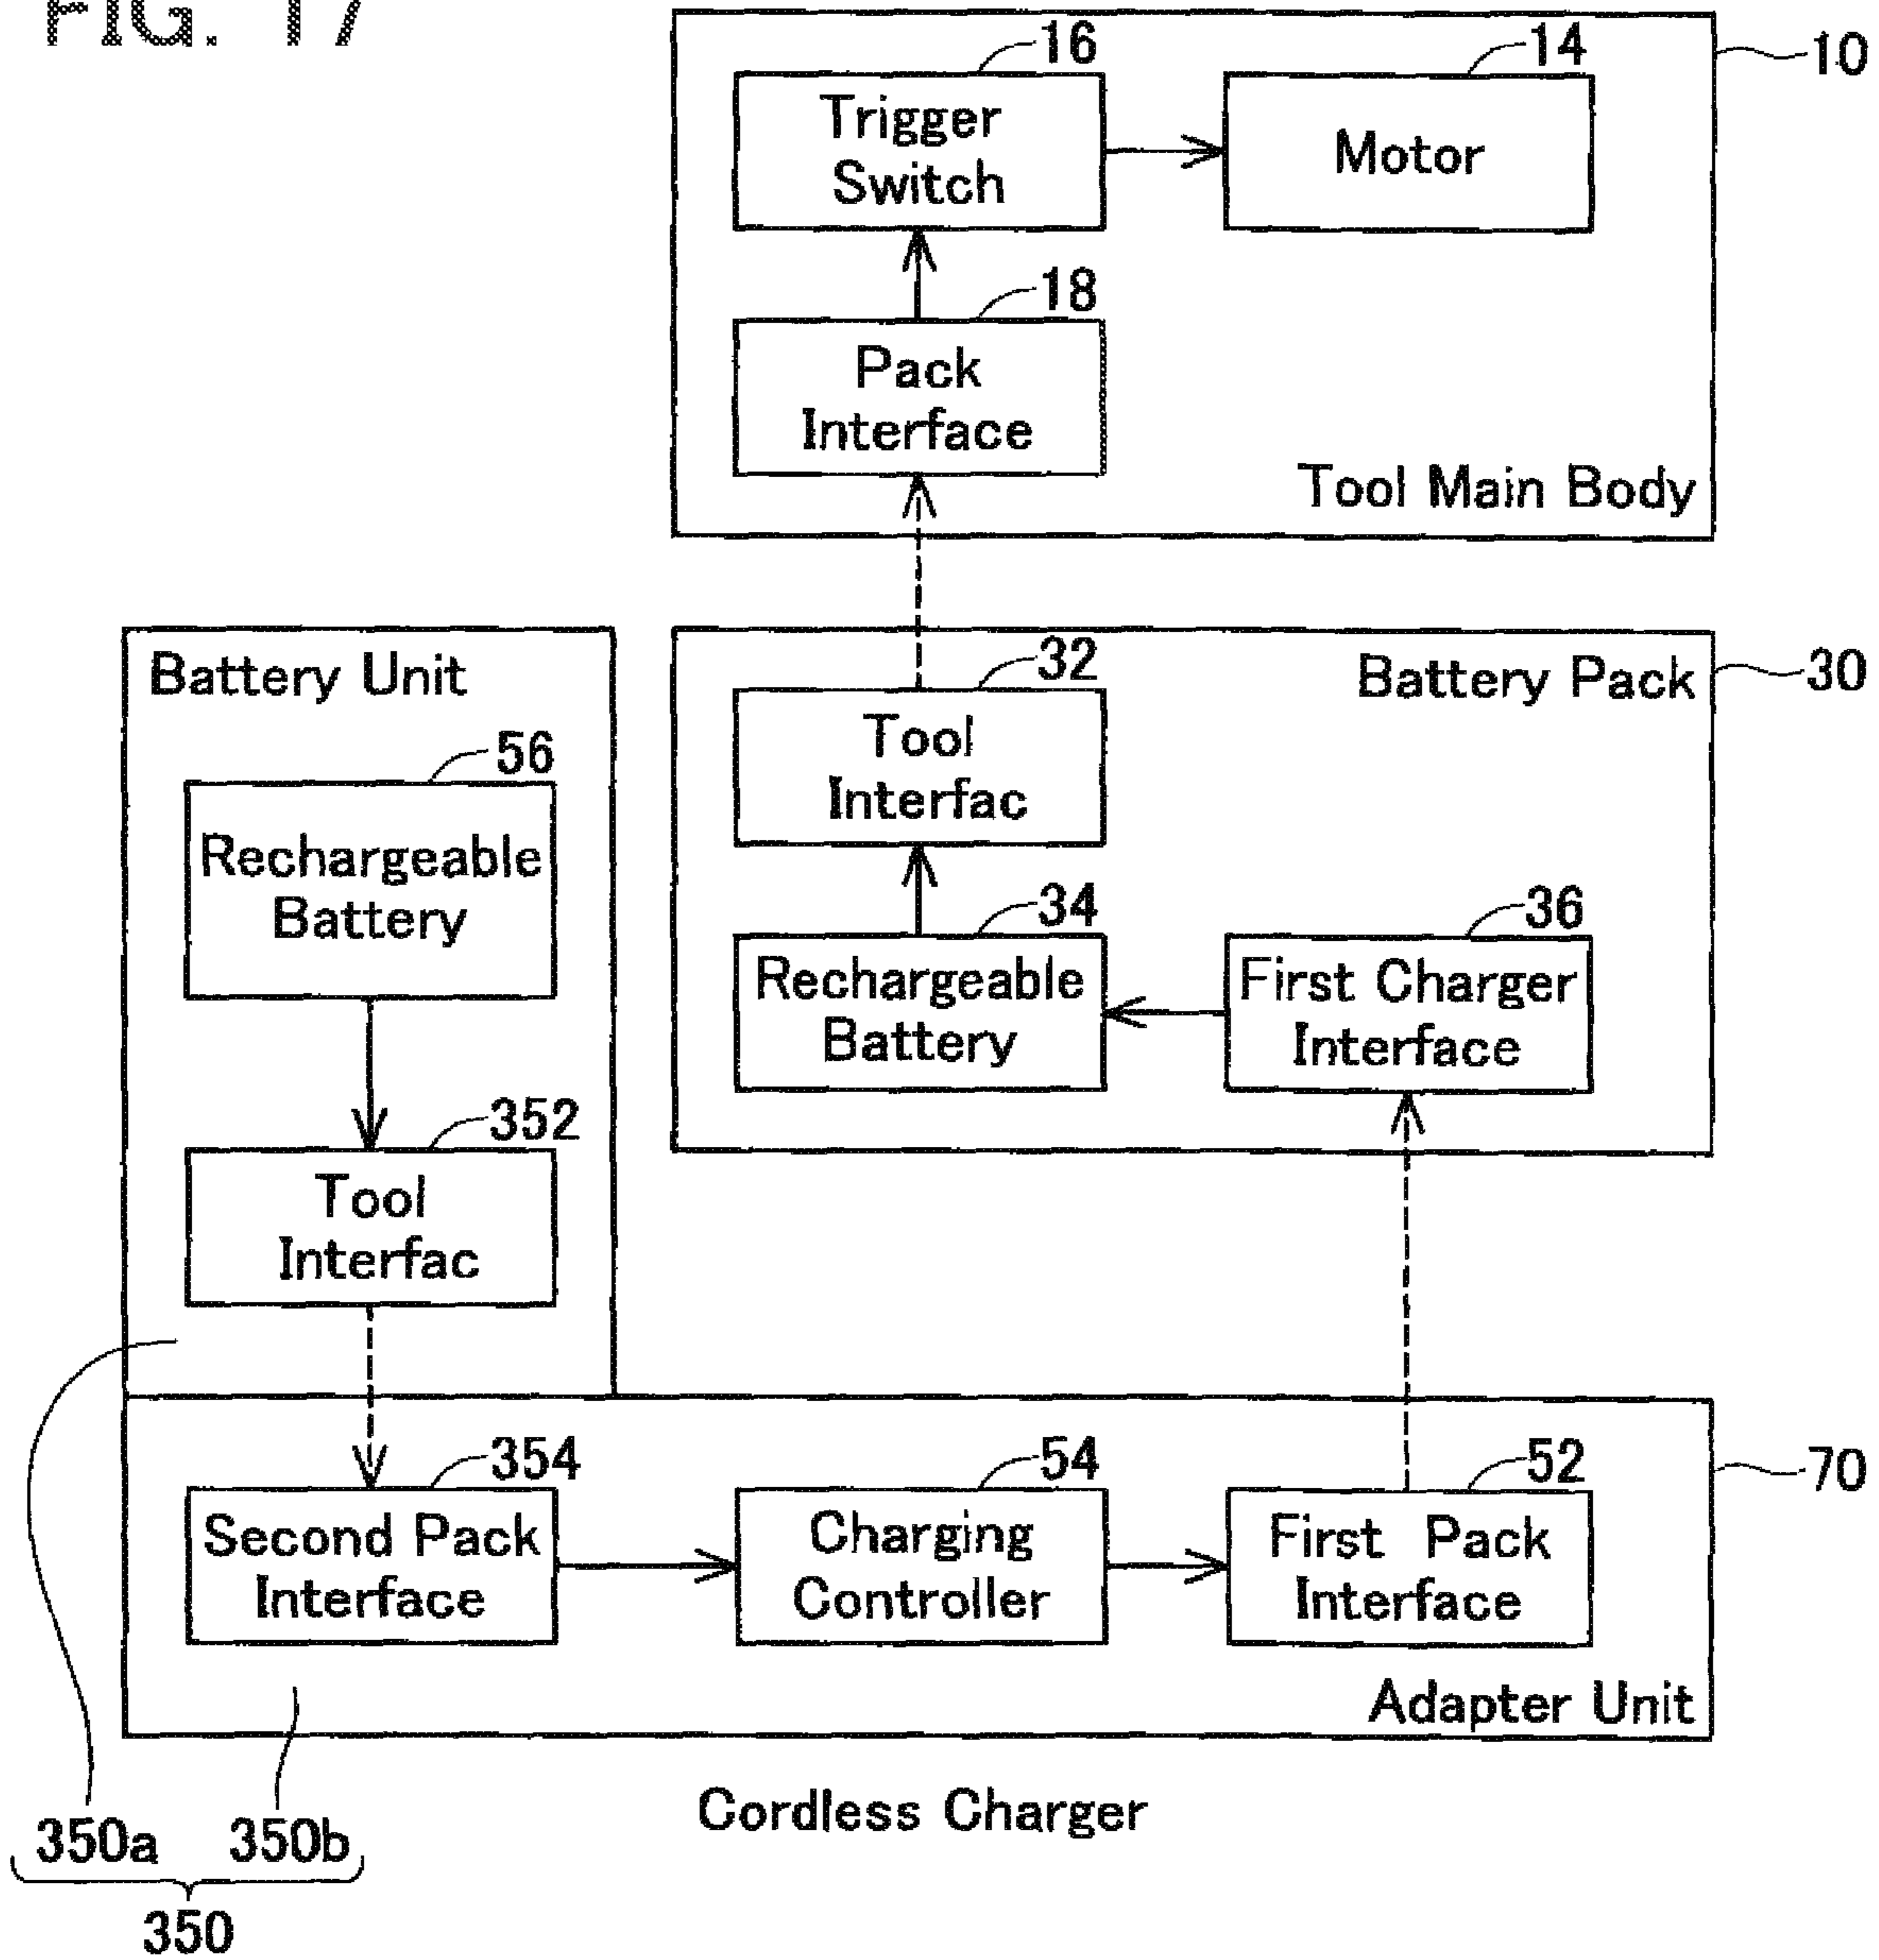 FIG. 17
10
16
14
Trigger
Switch
Motor
18
Pack
Interface
Tool Main Body
Battery Unit
56
Rechargeable
Battery
352
Tool
Interfac
32
Battery Pack
30
Tool
Interfac
34
36
Rechargeable
Battery
First Charger
Interface
354
54
52
70
Second Pack
Interface
Charging
Controller
First Pack
Interface
Adapter Unit
350a 350b
350
Cordless Charger